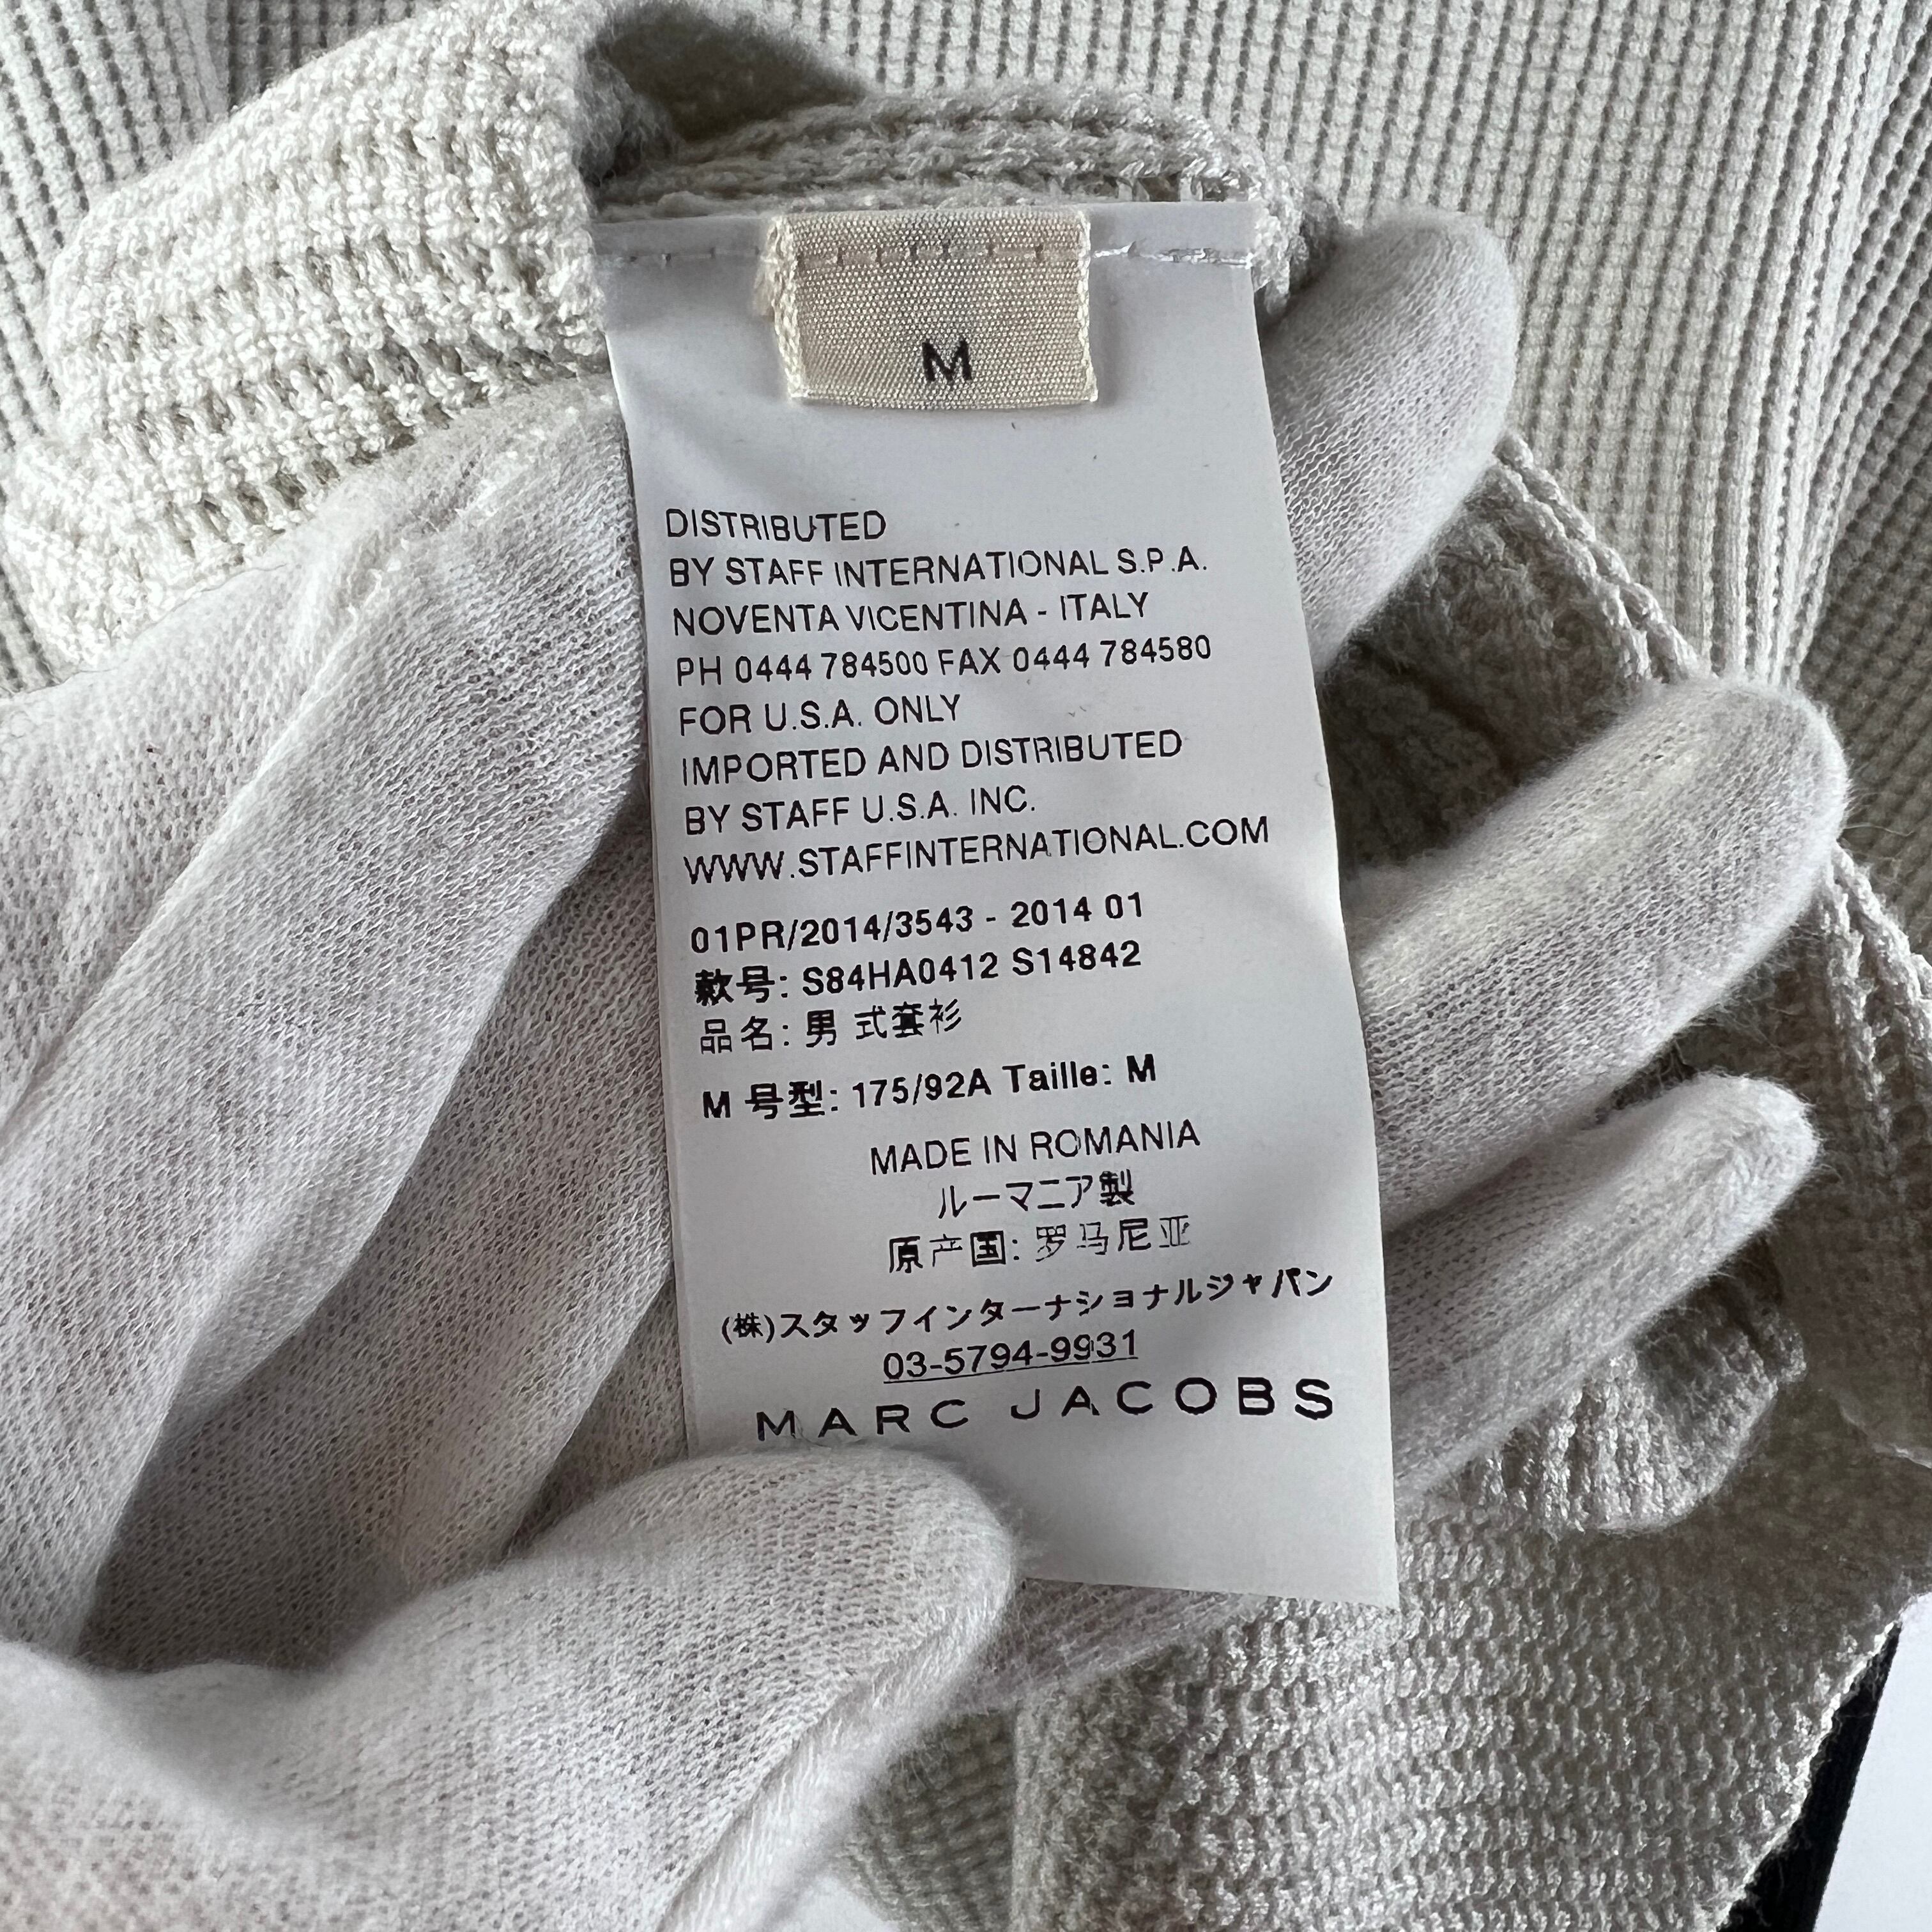 M
DISTRIBUTED
BY STAFF INTERNATIONAL S.P.A.
NOVENTA VICENTINA - ITALY
PH 0444 784500 FAX 0444 784580
FOR U.S.A. ONLY
IMPORTED AND DISTRIBUTED
BY STAFF U.S.A. INC.
WWW.STAFFINTERNATIONAL.COM
01PR/2014/3543 - 2014 01
款号: S84HA0412 S14842
品名: 男 式套衫
M 号型: 175/92A Taille: M
MADE IN ROMANIA
ルーマニア製
原产国: 罗马尼亚
(株)スタッフインターナショナルジャパン
03-5794-9931
MARC JACOBS